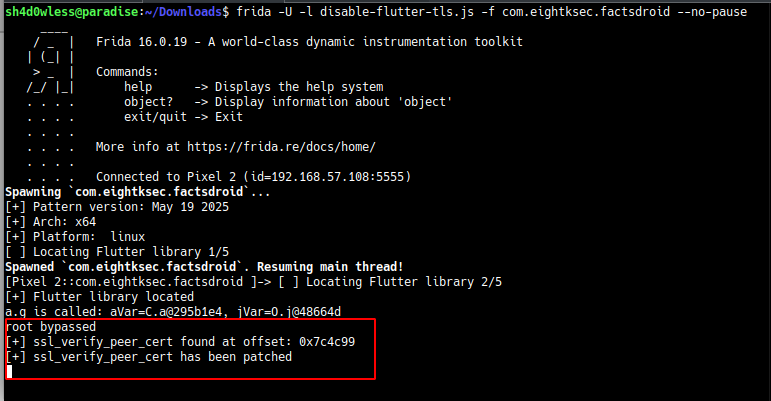 sh4d0wless@paradise:~/Downloads$ frida -U -l disable-flutter-tls.js -f com.eightksec.factsdroid --no-pause
     ____
    / _  |   Frida 16.0.19 - A world-class dynamic instrumentation toolkit
   | (_| |
    > _  |   Commands:
   /_/ |_|       help      -> Displays the help system
   . . . .       object?   -> Display information about 'object'
   . . . .       exit/quit -> Exit
   . . . .
   . . . .   More info at https://frida.re/docs/home/
   . . . .
   . . . .   Connected to Pixel 2 (id=192.168.57.108:5555)
Spawning `com.eightksec.factsdroid`...
[+] Pattern version: May 19 2025
[+] Arch: x64
[+] Platform:  linux
[ ] Locating Flutter library 1/5
Spawned `com.eightksec.factsdroid`. Resuming main thread!
[Pixel 2::com.eightksec.factsdroid ]-> [ ] Locating Flutter library 2/5
[+] Flutter library located
a.g is called: aVar=C.a@295b1e4, jVar=O.j@48664d
root bypassed
[+] ssl_verify_peer_cert found at offset: 0x7c4c99
[+] ssl_verify_peer_cert has been patched